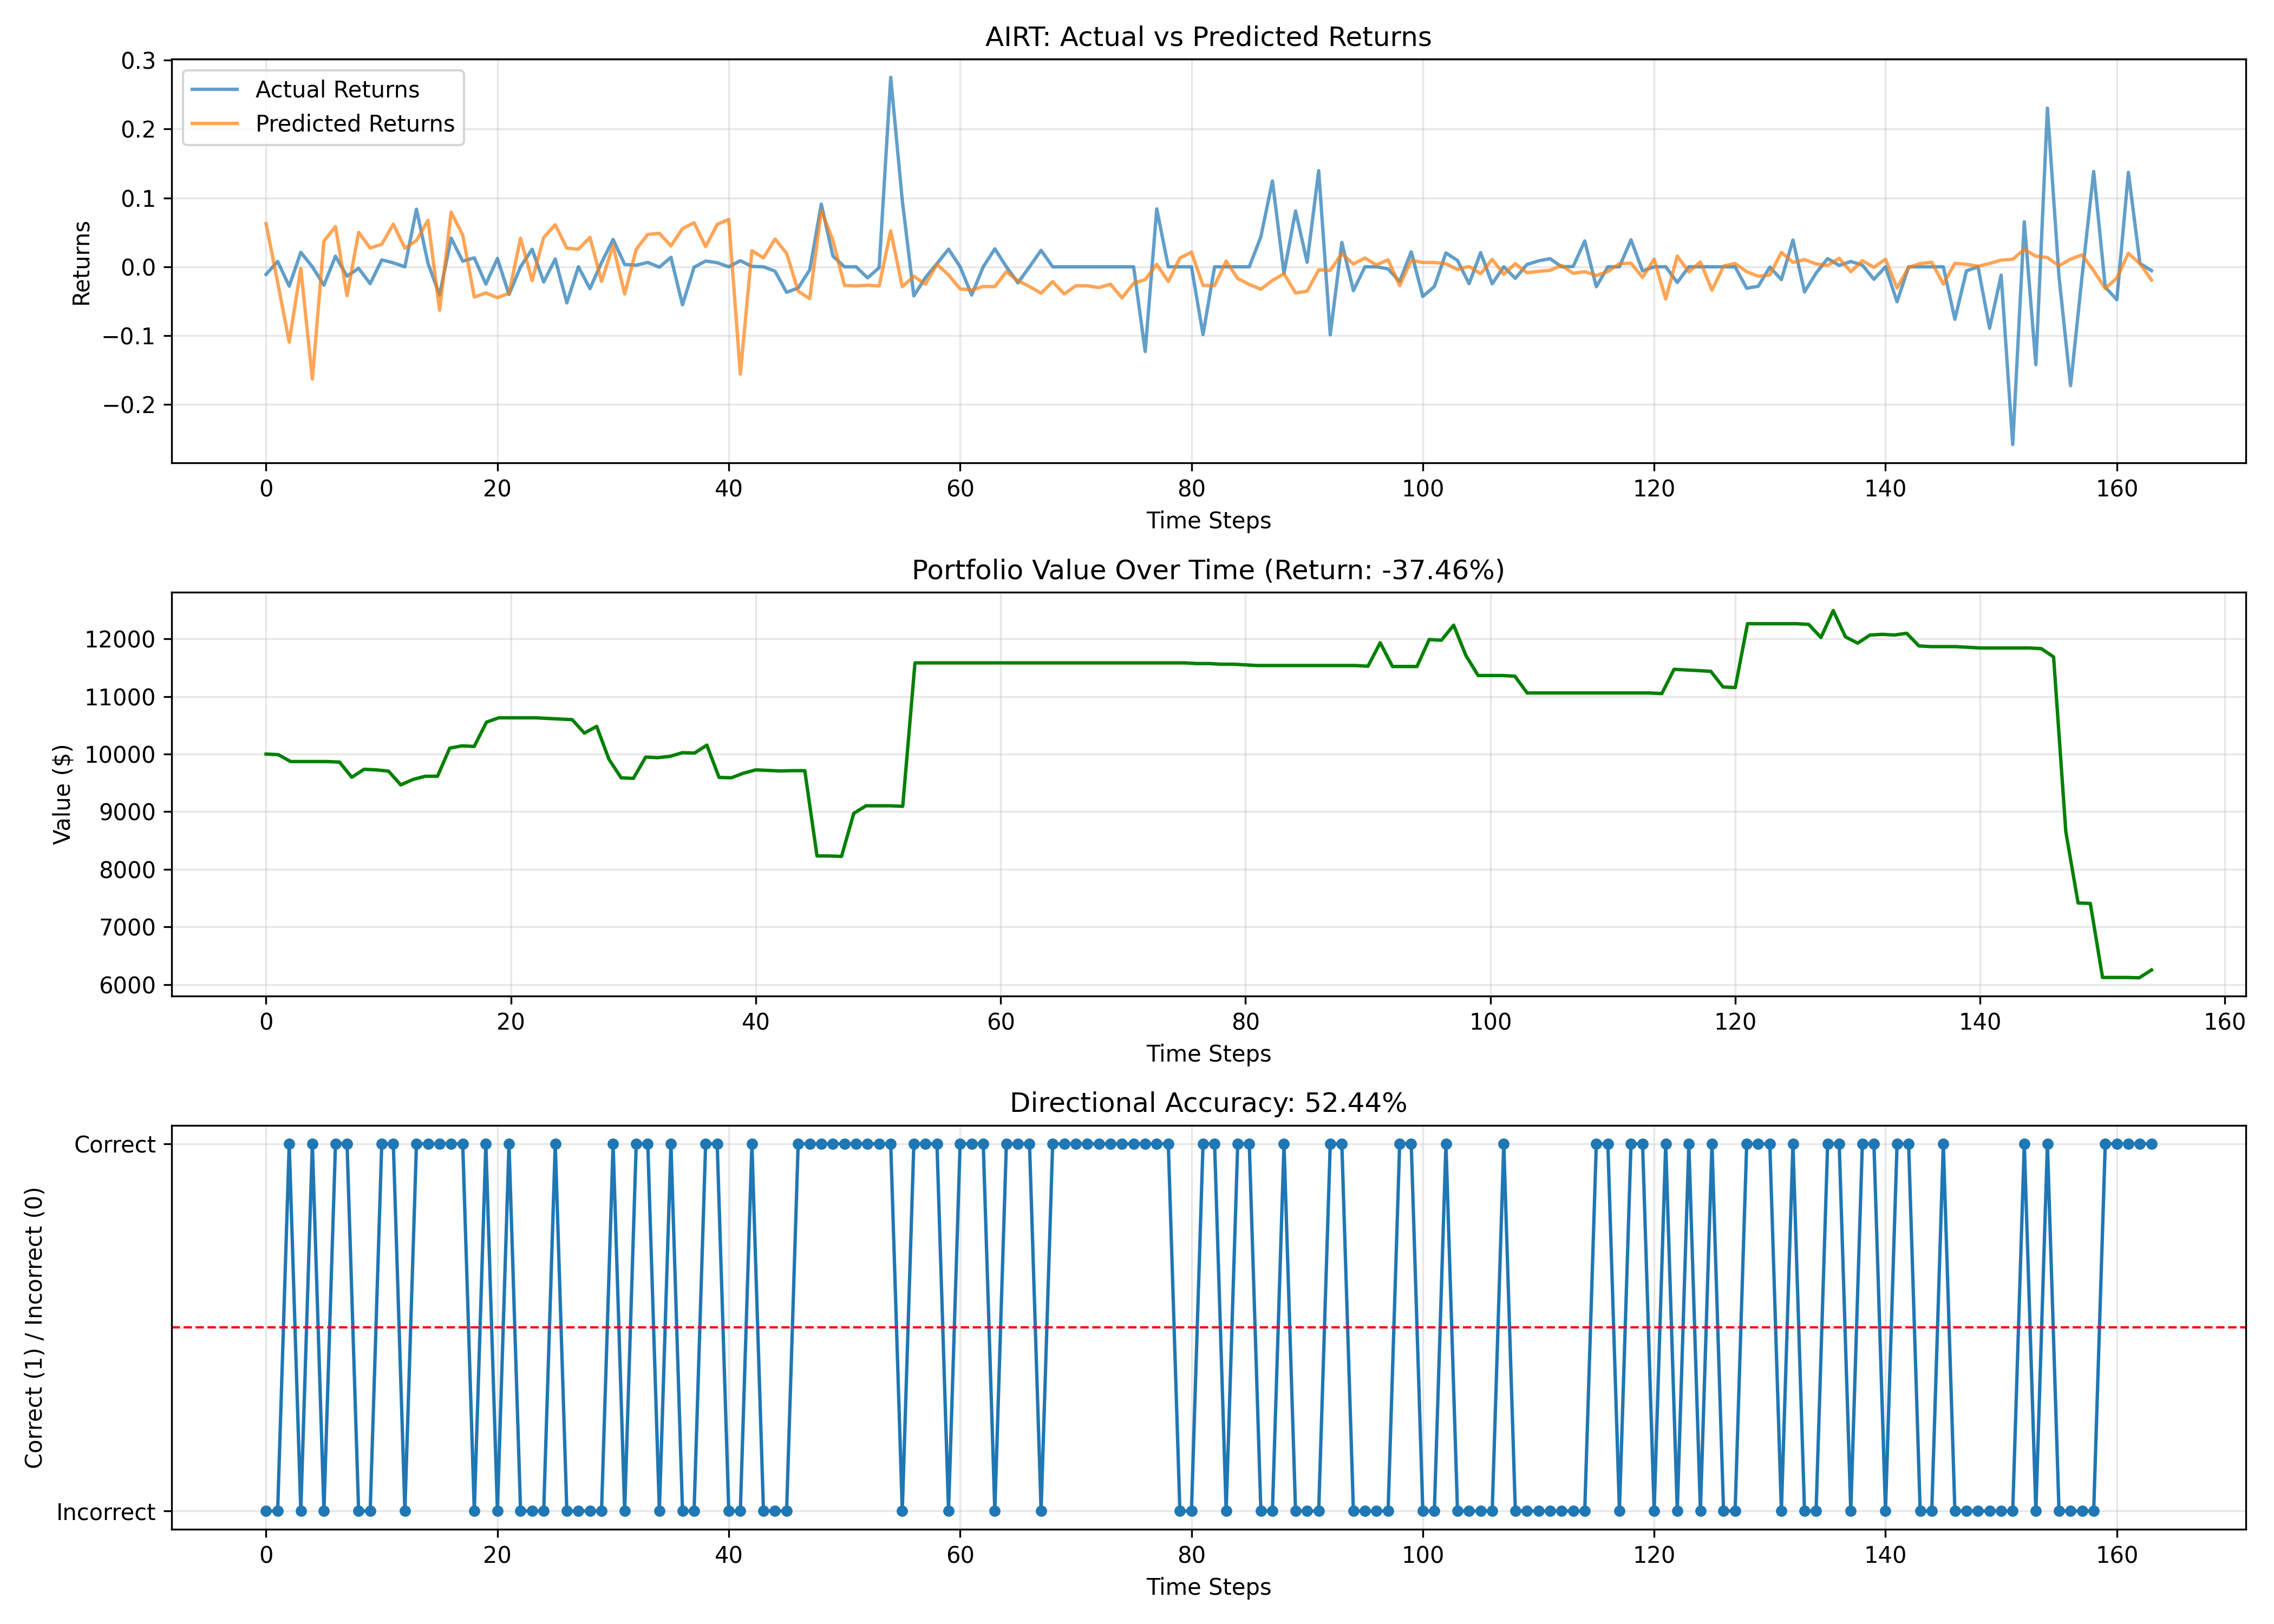 AIRT: Actual vs Predicted Returns
Actual Returns
Predicted Returns
Returns
0.3
0.2
0.1
0.0
−0.1
−0.2
0 20 40 60 80 100 120 140 160
Time Steps
Portfolio Value Over Time (Return: -37.46%)
Value ($)
12000
11000
10000
9000
8000
7000
6000
0 20 40 60 80 100 120 140 160
Time Steps
Directional Accuracy: 52.44%
Correct (1) / Incorrect (0)
Correct
Incorrect
0 20 40 60 80 100 120 140 160
Time Steps